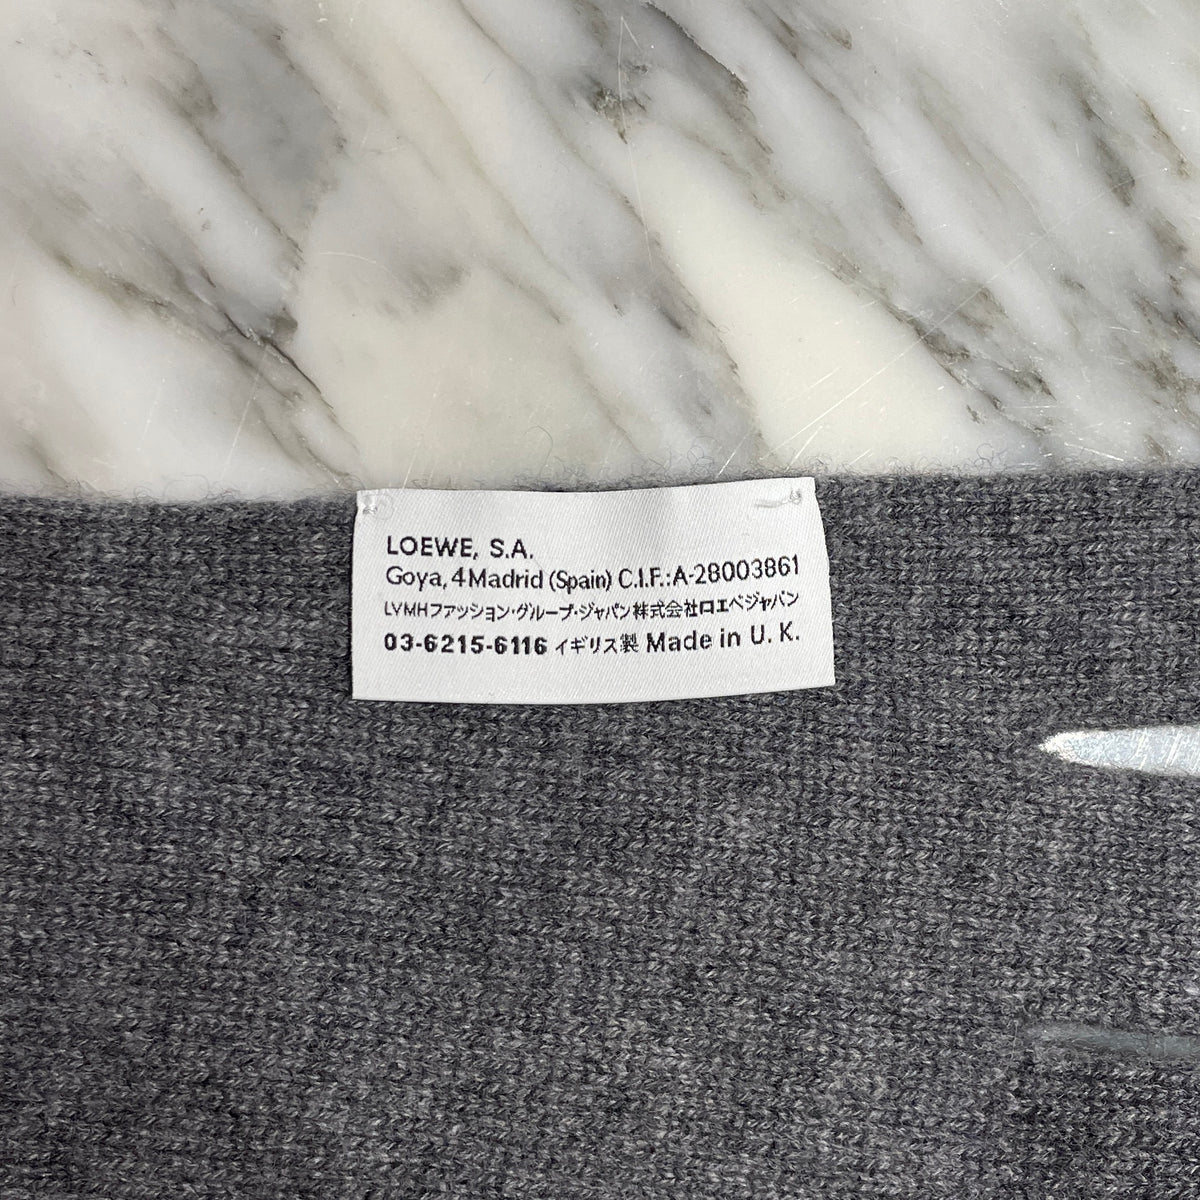 LOEWE, S.A.
Goya, 4 Madrid (Spain) C.I.F.:A-28003861
LVMHファッション・グループ・ジャパン株式会社ロエベジャパン
03-6215-6116 イギリス製 Made in U. K.